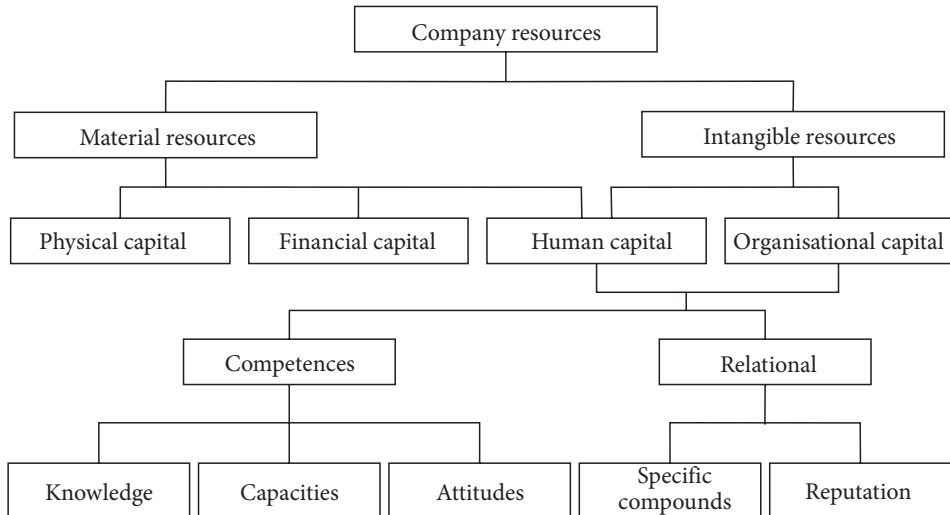 Company resources
Material resources
Intangible resources
Physical capital
Financial capital
Human capital
Organisational capital
Competences
Relational
Knowledge
Capacities
Attitudes
Specific
compounds
Reputation